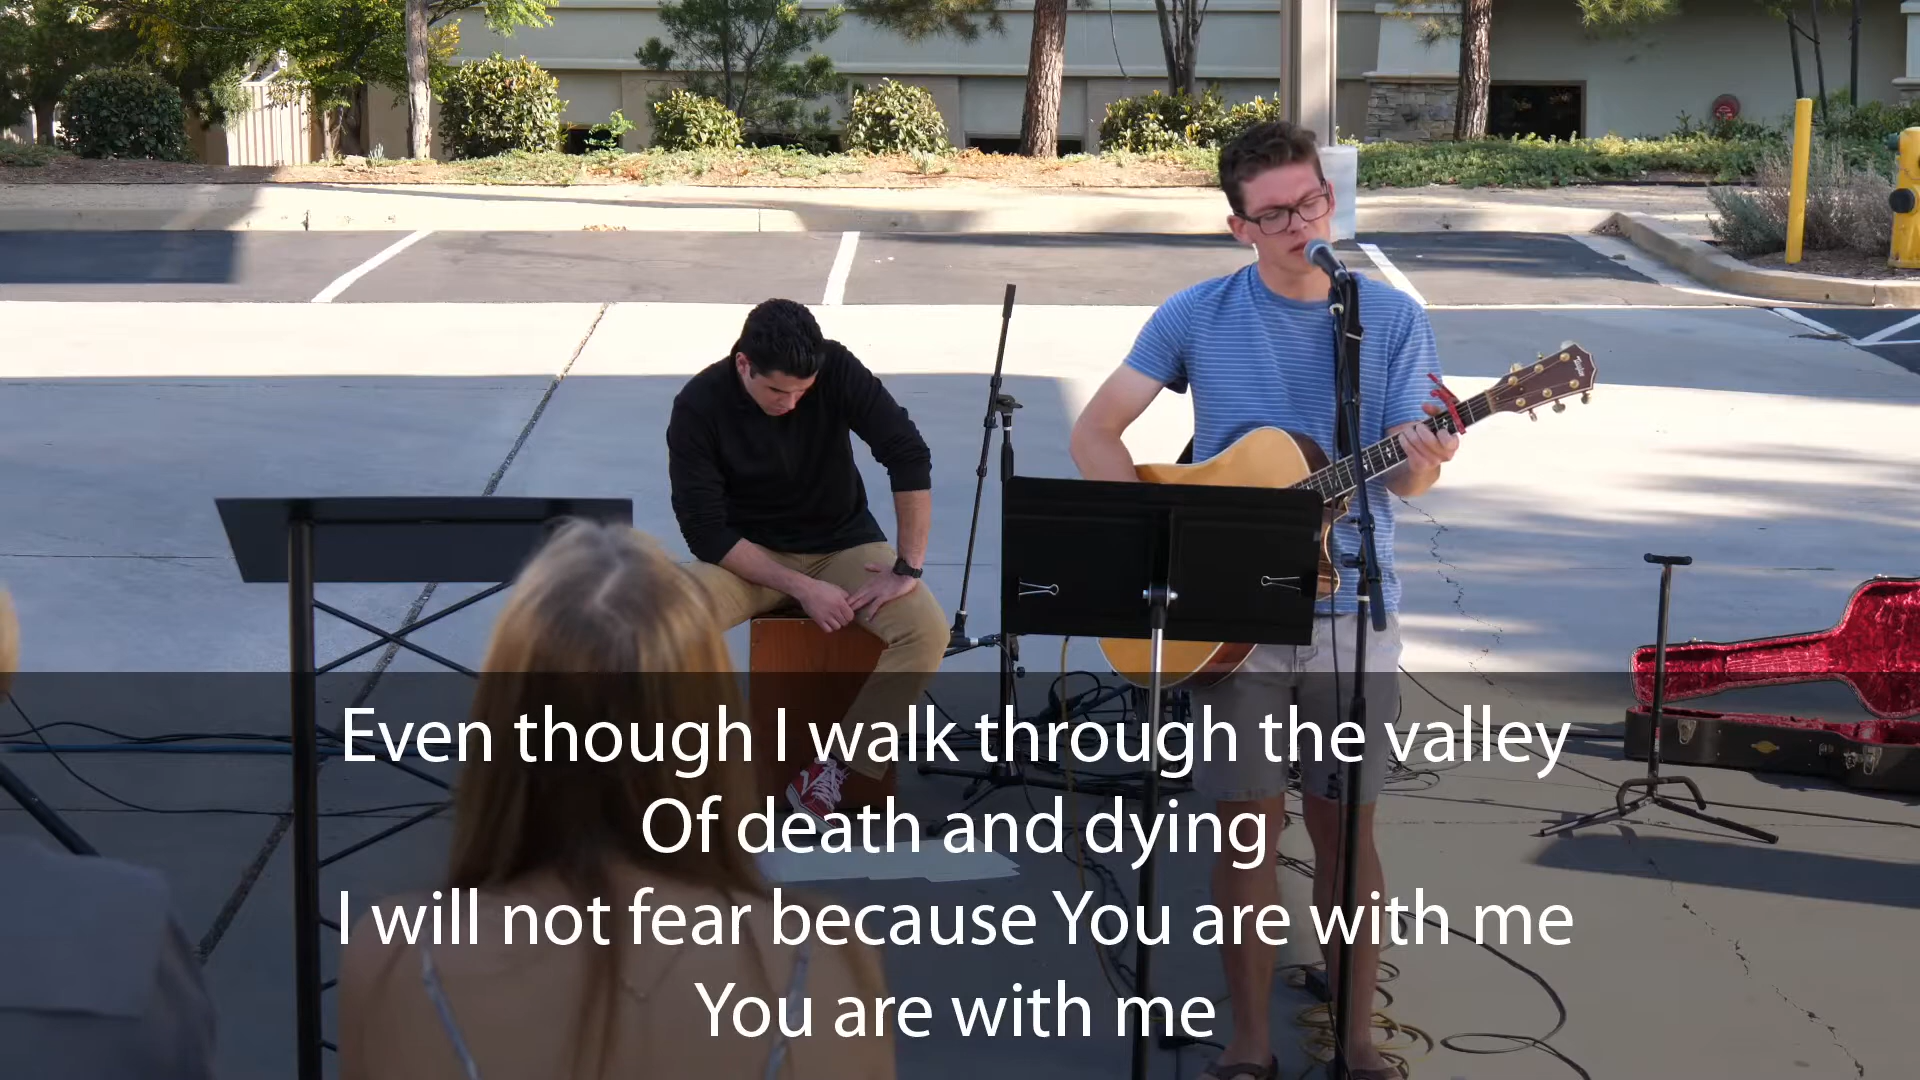 Even though I walk through the valley
Of death and dying
I will not fear because You are with me
You are with me